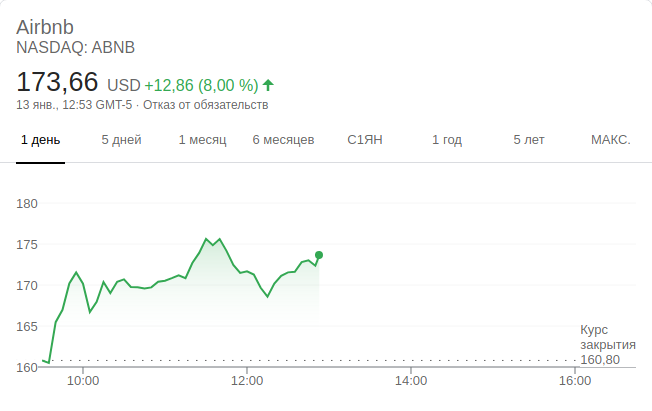 Airbnb
NASDAQ: ABNB
173,66 USD +12,86 (8,00 %)
13 янв., 12:53 GMT-5 · Отказ от обязательств
1 день 5 дней 1 месяц 6 месяцев С1ЯН 1 год 5 лет МАКС.
180
175
170
165
160
Курс
закрытия
160,80
10:00 12:00 14:00 16:00